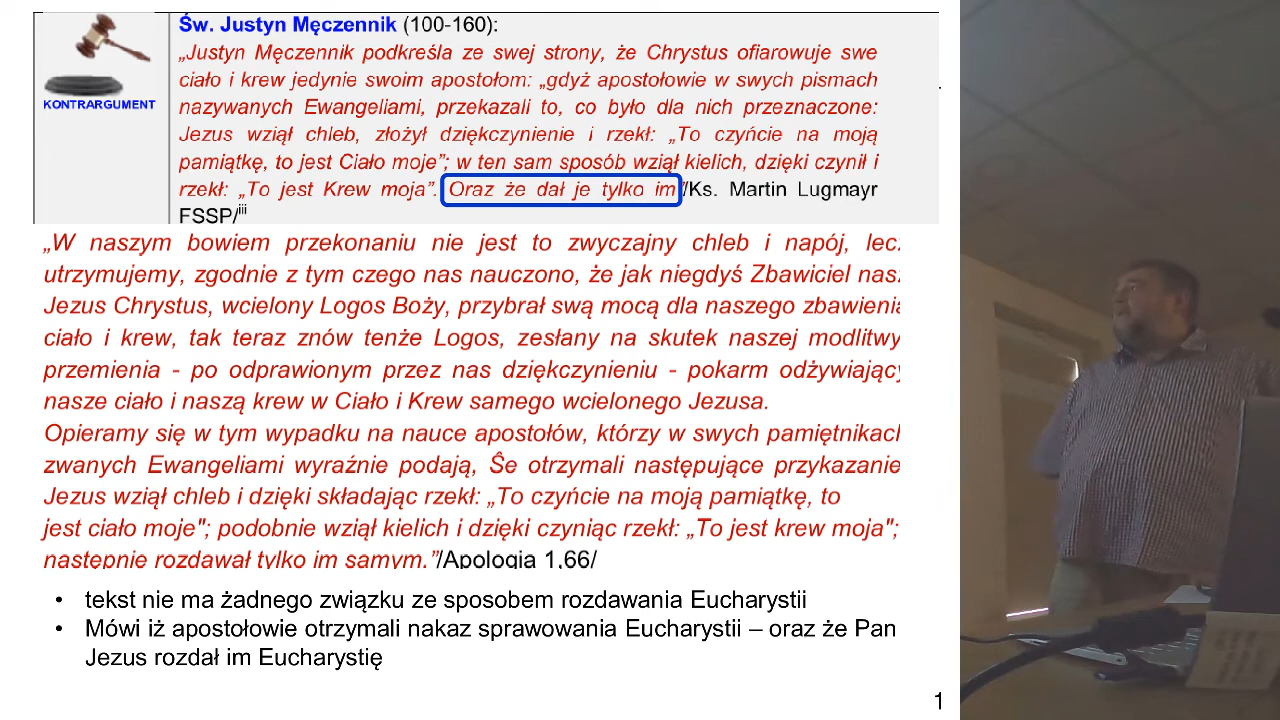 Św. Justyn Męczennik (100-160):
„Justyn Męczennik podkreśla ze swej strony, że Chrystus ofiarowuje swe
ciało i krew jedynie swoim apostołom: „gdyż apostołowie w swych pismach
KONTRARGUMENT
nazywanych Ewangeliami, przekazali to, co było dla nich przeznaczone:
Jezus wziął chleb, złożył dziękczynienie i rzekł: „To czyńcie na moją
pamiątkę, to jest Ciało moje”; w ten sam sposób wziął kielich, dzięki czynił i
rzekł: „To jest Krew moja”. Oraz że dał je tylko im”/Ks. Martin Lugmayr
FSSP/iii
„W naszym bowiem przekonaniu nie jest to zwyczajny chleb i napój, lecz
utrzymujemy, zgodnie z tym czego nas nauczono, że jak niegdyś Zbawiciel nasz
Jezus Chrystus, wcielony Logos Boży, przybrał swą mocą dla naszego zbawienia
ciało i krew, tak teraz znów tenże Logos, zesłany na skutek naszej modlitwy
przemienia - po odprawionym przez nas dziękczynieniu - pokarm odżywiający
nasze ciało i naszą krew w Ciało i Krew samego wcielonego Jezusa.
Opieramy się w tym wypadku na nauce apostołów, którzy w swych pamiętnikach
zwanych Ewangeliami wyraźnie podają, Ŝe otrzymali następujące przykazanie
Jezus wziął chleb i dzięki składając rzekł: „To czyńcie na moją pamiątkę, to
jest ciało moje"; podobnie wziął kielich i dzięki czyniąc rzekł: „To jest krew moja";
następnie rozdawał tylko im samym.”/Apologia 1,66/
• tekst nie ma żadnego związku ze sposobem rozdawania Eucharystii
• Mówi iż apostołowie otrzymali nakaz sprawowania Eucharystii – oraz że Pan
Jezus rozdał im Eucharystię
1